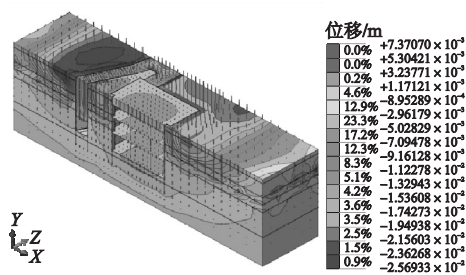 位移/m
+7.37070 × 10⁻³
0.0%
+5.30421 × 10⁻³
0.0%
+3.23771 × 10⁻³
0.2%
+1.17121 × 10⁻³
4.6%
−8.95289 × 10⁻⁴
12.9%
−2.96179 × 10⁻³
23.3%
−5.02829 × 10⁻³
17.2%
−7.09478 × 10⁻³
12.3%
−9.16128 × 10⁻³
8.3%
−1.12278 × 10⁻²
5.1%
−1.32943 × 10⁻²
4.2%
−1.53608 × 10⁻²
3.6%
−1.74273 × 10⁻²
3.5%
−1.94938 × 10⁻²
2.5%
−2.15603 × 10⁻²
1.5%
−2.36268 × 10⁻²
0.9%
−2.56933 × 10⁻²
Y
Z
X